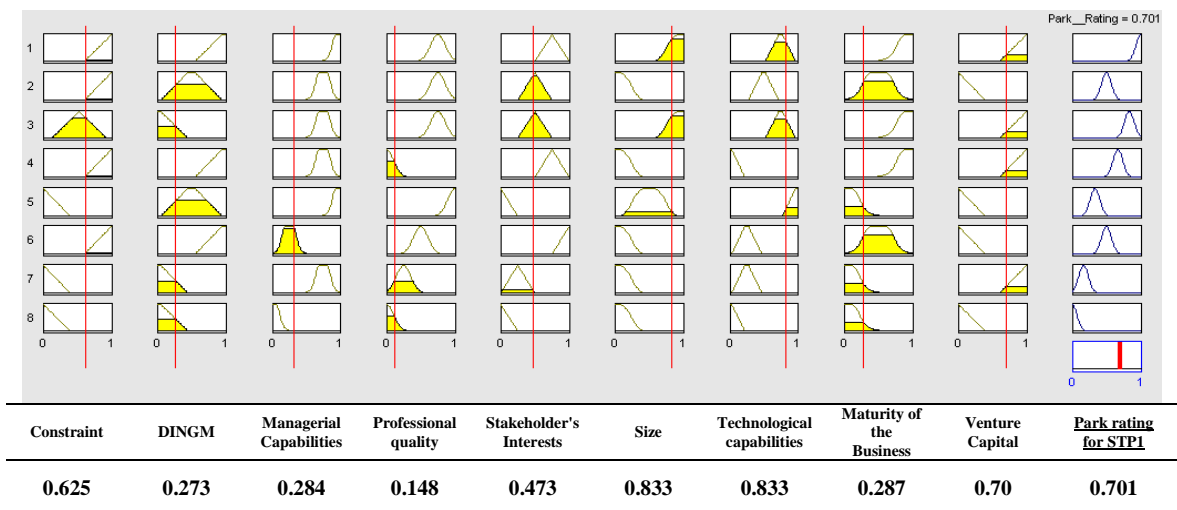 Park__Rating = 0.701
1
2
3
4
5
6
7
8
0 1 0 1 0 1 0 1 0 1 0 1 0 1 0 1 0 1
0 1
Constraint DINGM Managerial Capabilities Professional quality Stakeholder's Interests Size Technological capabilities Maturity of the Business Venture Capital Park rating for STP1
0.625 0.273 0.284 0.148 0.473 0.833 0.833 0.287 0.70 0.701